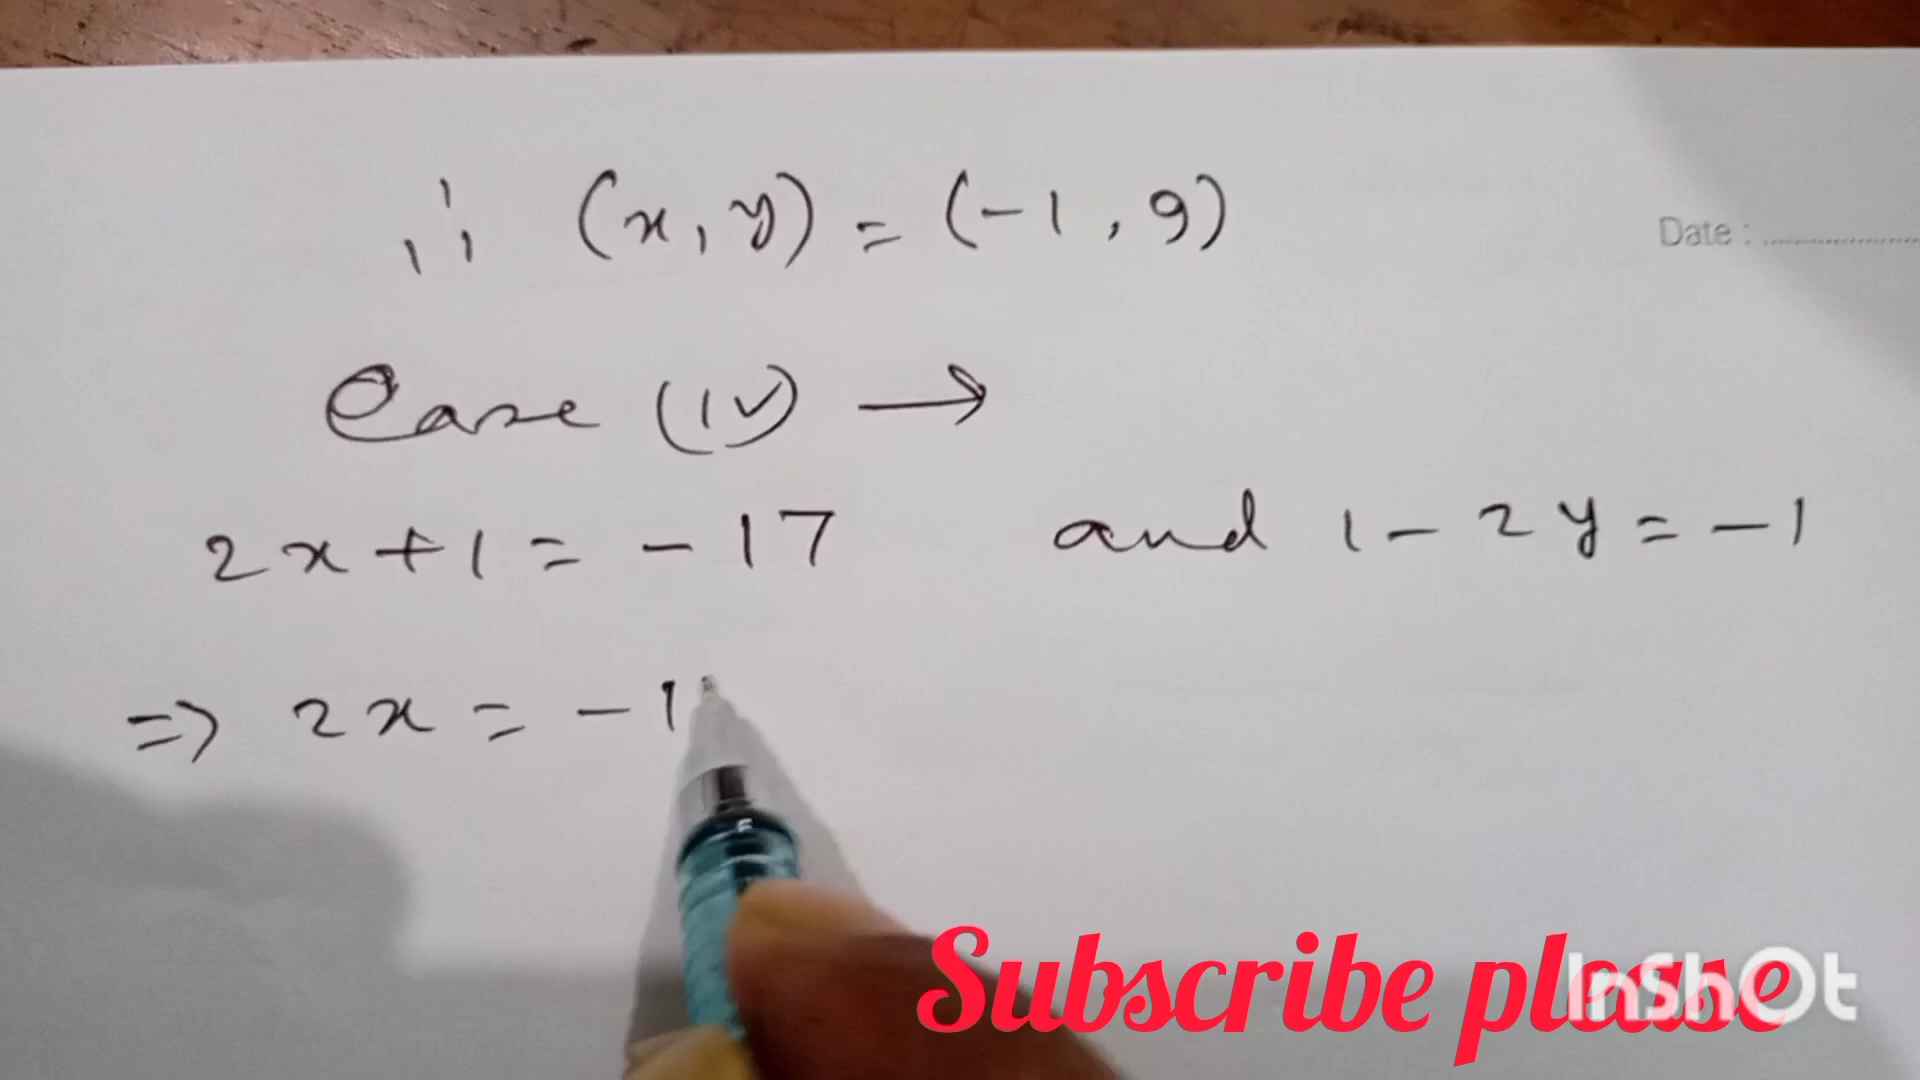 ∴ (x, y) = (-1, 9)
Date : ....................
Case (iv) →
2x + 1 = - 17 and 1 - 2y = -1
=> 2x = - 1
Subscribe please
InShOt